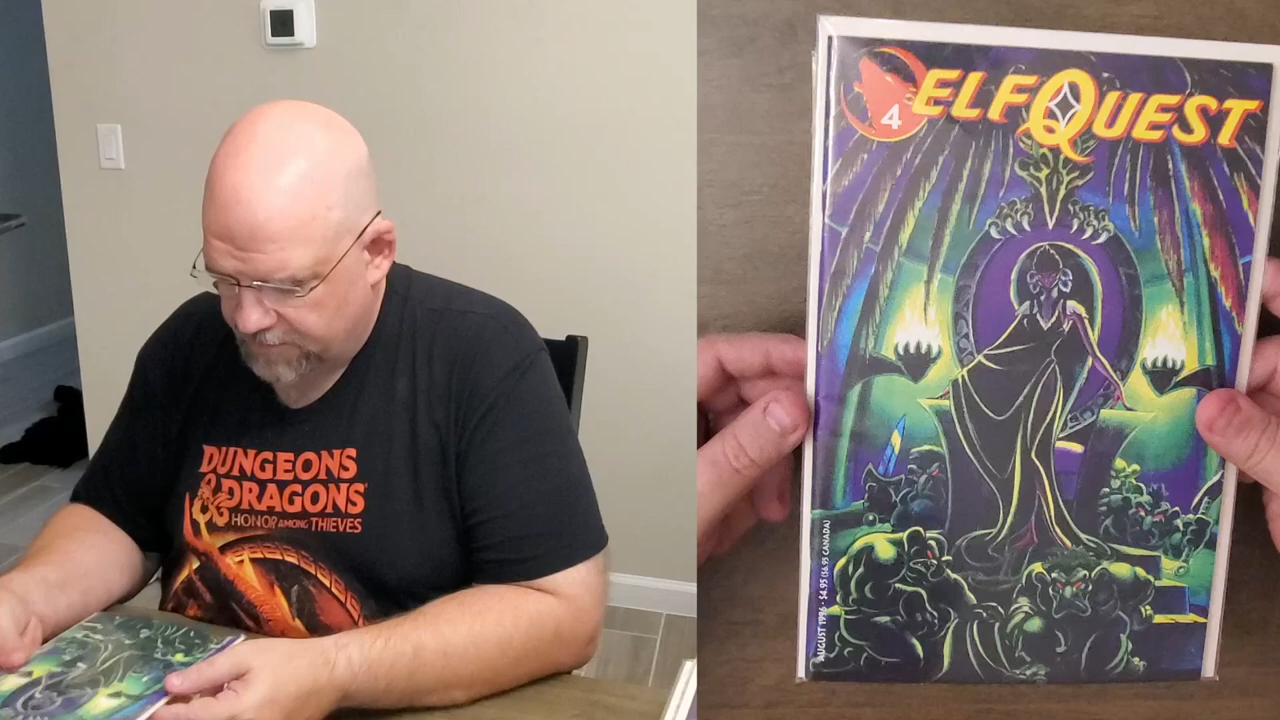 DUNGEONS
& DRAGONS
HONOR AMONG THIEVES
4
ELFQUEST
AUGUST 1996 · $4.95 ($6.95 CANADA)